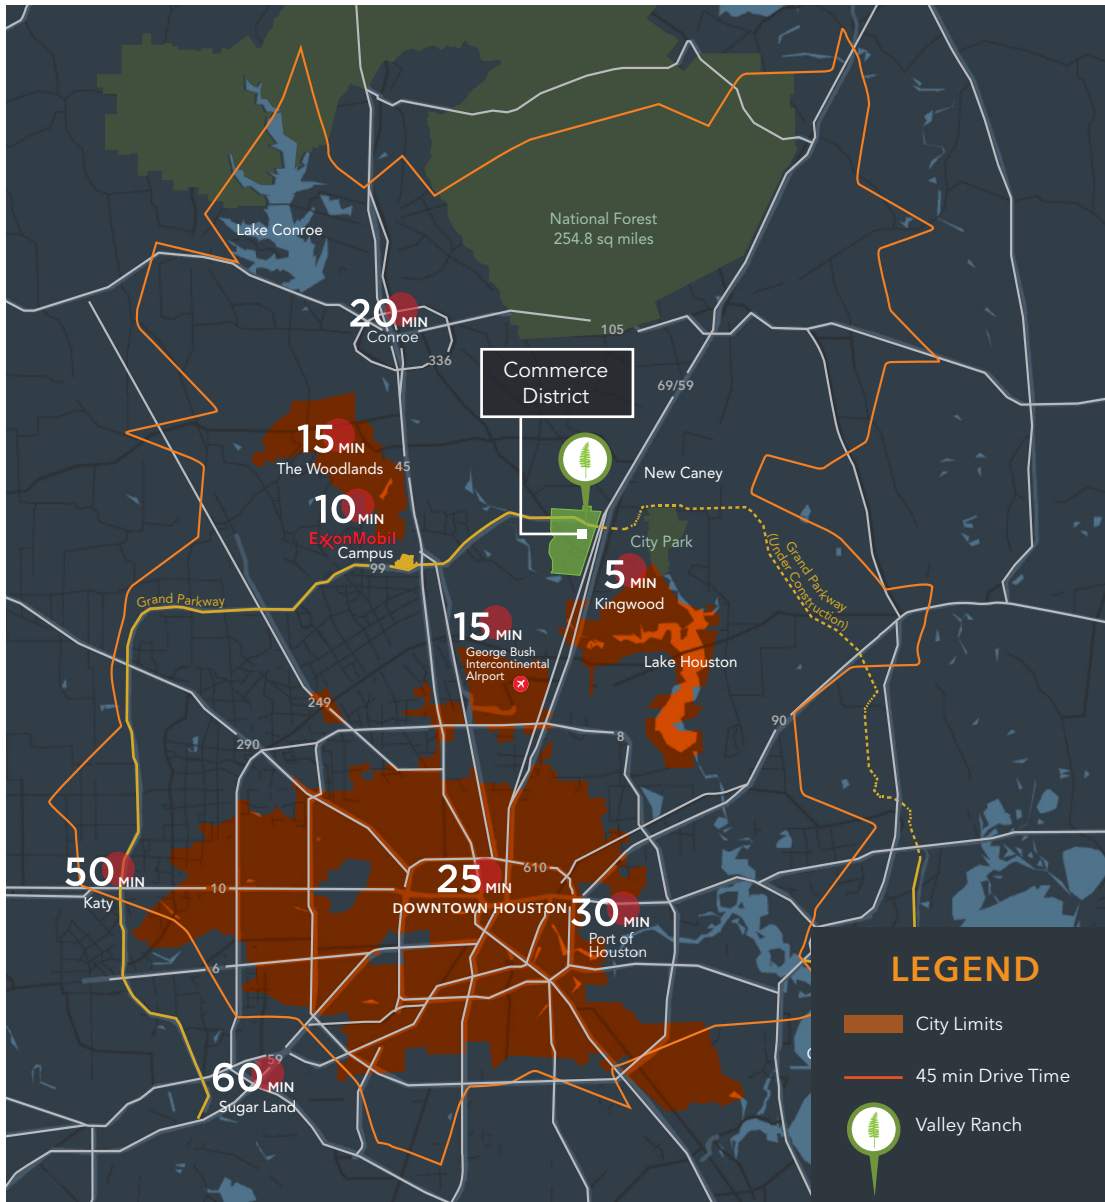 National Forest
254.8 sq miles
Lake Conroe
20 MIN
Conroe
105
336
Commerce
District
69/59
15 MIN
The Woodlands
45
New Caney
10 MIN
ExxonMobil
Campus
99
City Park
Grand Parkway
(Under Construction)
5 MIN
Kingwood
Grand Parkway
15 MIN
George Bush
Intercontinental
Airport
Lake Houston
249
290
8
90
50 MIN
Katy
10
610
25 MIN
DOWNTOWN HOUSTON
30 MIN
Port of
Houston
6
59
60 MIN
Sugar Land
LEGEND
City Limits
45 min Drive Time
Valley Ranch